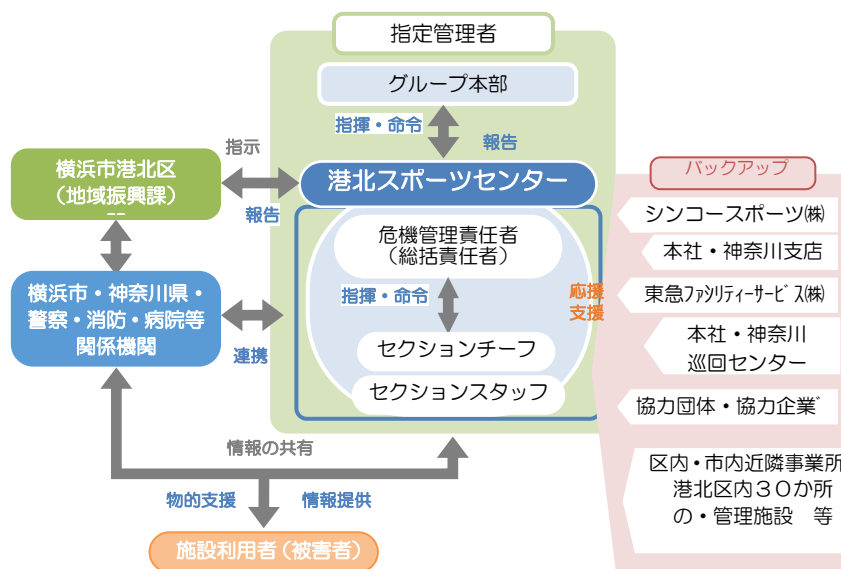 指定管理者
グループ本部
指揮・命令
報告
指示
報告
横浜市港北区
（地域振興課）
港北スポーツセンター
危機管理責任者
（総括責任者）
指揮・命令
セクションチーフ
セクションスタッフ
横浜市・神奈川県・
警察・消防・病院等
関係機関
連携
応援
支援
バックアップ
シンコースポーツ㈱
本社・神奈川支店
東急ﾌｧｼﾘﾃｨーサーﾋﾞｽ㈱
本社・神奈川
巡回センター
協力団体・協力企業ﾞ
区内・市内近隣事業所
港北区内３０か所
の・管理施設　等
情報の共有
物的支援
情報提供
施設利用者（被害者）